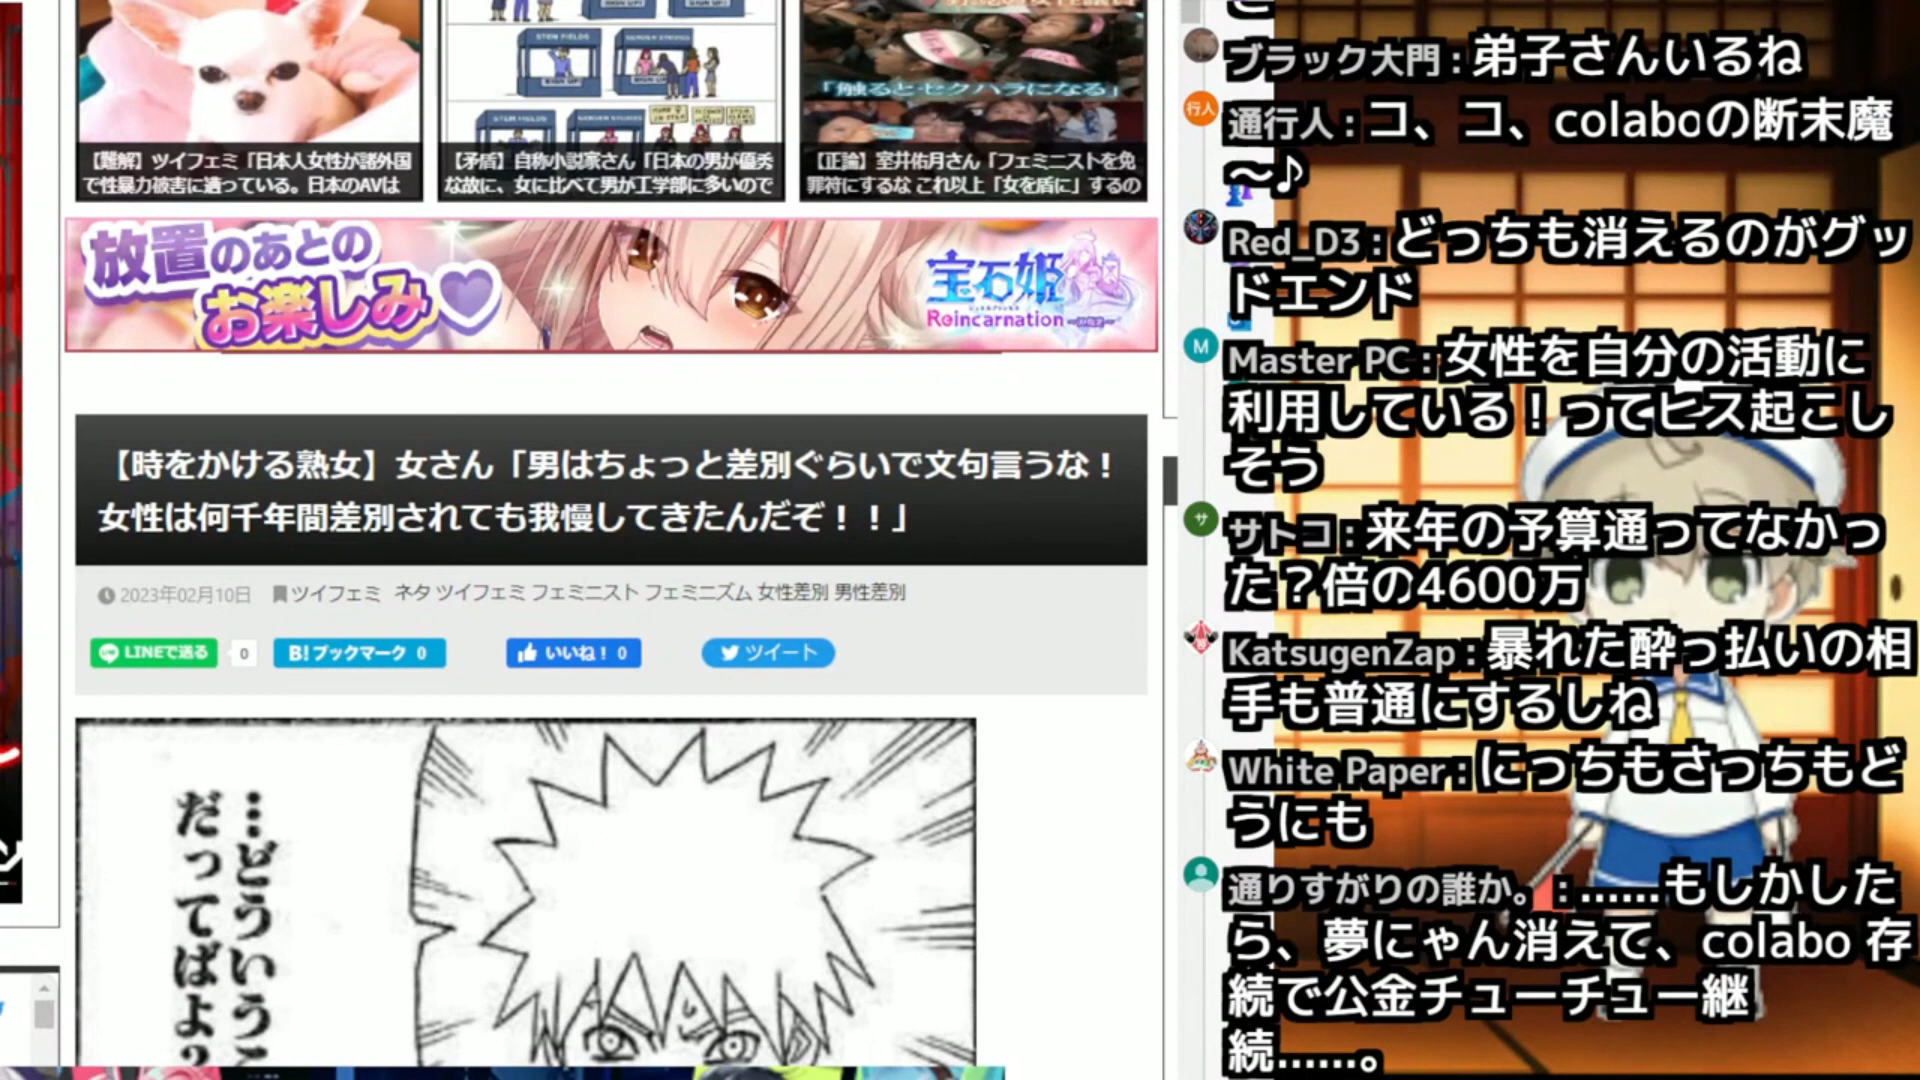 STEM FIELDS
SIGN UP!
STEM FIELDS
GENDER STUDIES
「触るとセクハラになる」
【難解】ツイフェミ「日本人女性が諸外国
で性暴力被害に遭っている。日本のAVは
【矛盾】自称小説家さん「日本の男が優秀
な故に、女に比べて男が工学部に多いので
【正論】室井佑月さん「フェミニストを免
罪符にするな これ以上「女を盾に」するの
放置のあとの
お楽しみ
宝石姫
Reincarnation
【時をかける熟女】女さん「男はちょっと差別ぐらいで文句言うな！
女性は何千年間差別されても我慢してきたんだぞ！！」
2023年02月10日 ツイフェミ ネタ ツイフェミ フェミニスト フェミニズム 女性差別 男性差別
LINEで送る 0 B!ブックマーク 0 いいね！ 0 ツイート
…どういうこ
だってばよ？
ブラック大門 : 弟子さんいるね
行人
通行人 : コ、コ、colaboの断末魔
～♪
Red_D3 : どっちも消えるのがグッ
ドエンド
M
Master PC : 女性を自分の活動に
利用している！ってヒス起こし
そう
サ
サトコ : 来年の予算通ってなかっ
た？倍の4600万
KatsugenZap : 暴れた酔っ払いの相
手も普通にするしね
White Paper : にっちもさっちもど
うにも
通りすがりの誰か。 : ……もしかした
ら、夢にゃん消えて、colabo 存
続で公金チューチュー継
続……。